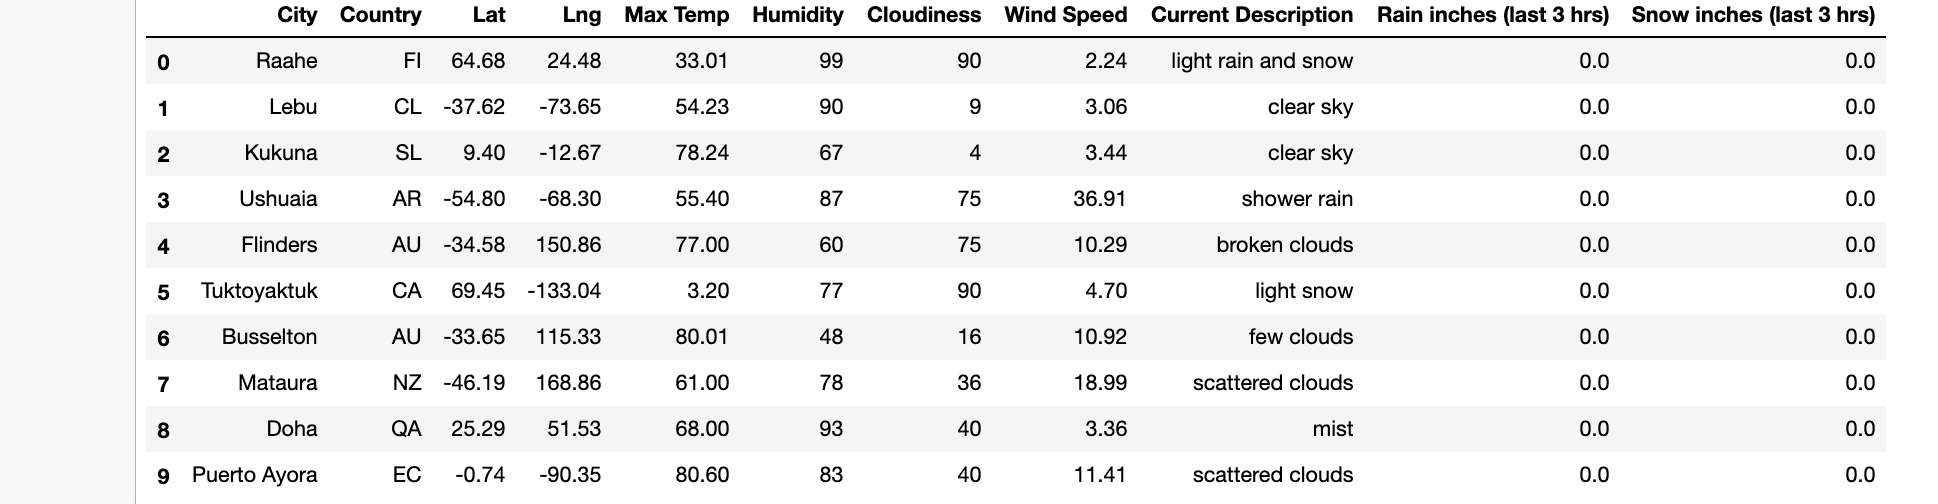 City Country Lat Lng Max Temp Humidity Cloudiness Wind Speed Current Description Rain inches (last 3 hrs) Snow inches (last 3 hrs)
0 Raahe FI 64.68 24.48 33.01 99 90 2.24 light rain and snow 0.0 0.0
1 Lebu CL -37.62 -73.65 54.23 90 9 3.06 clear sky 0.0 0.0
2 Kukuna SL 9.40 -12.67 78.24 67 4 3.44 clear sky 0.0 0.0
3 Ushuaia AR -54.80 -68.30 55.40 87 75 36.91 shower rain 0.0 0.0
4 Flinders AU -34.58 150.86 77.00 60 75 10.29 broken clouds 0.0 0.0
5 Tuktoyaktuk CA 69.45 -133.04 3.20 77 90 4.70 light snow 0.0 0.0
6 Busselton AU -33.65 115.33 80.01 48 16 10.92 few clouds 0.0 0.0
7 Mataura NZ -46.19 168.86 61.00 78 36 18.99 scattered clouds 0.0 0.0
8 Doha QA 25.29 51.53 68.00 93 40 3.36 mist 0.0 0.0
9 Puerto Ayora EC -0.74 -90.35 80.60 83 40 11.41 scattered clouds 0.0 0.0